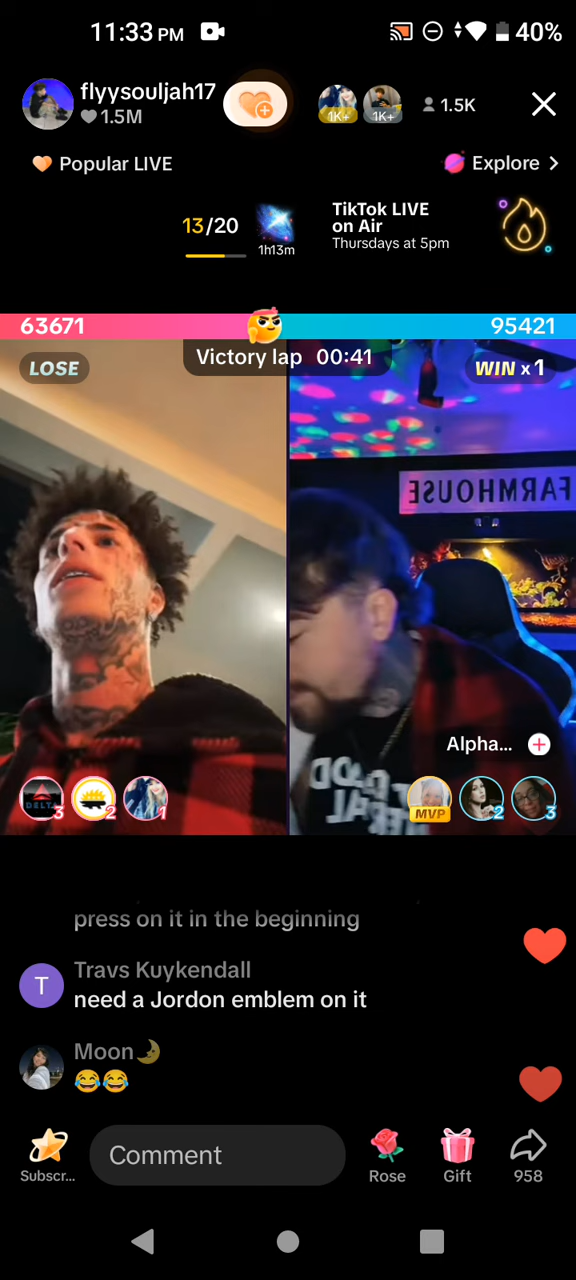 11:33 PM
40%
flyysouljah17
1.5M
1K+
1K+
1.5K
Popular LIVE
Explore
13/20
1h13m
TikTok LIVE
on Air
Thursdays at 5pm
63671
95421
LOSE
Victory lap 00:41
WIN x 1
FARMHOUSE
Alpha...
DELTA
3
2
1
MVP
2
3
press on it in the beginning
T
Travs Kuykendall
need a Jordon emblem on it
Moon🌛
😂😂
Subscr...
Comment
Rose
Gift
958